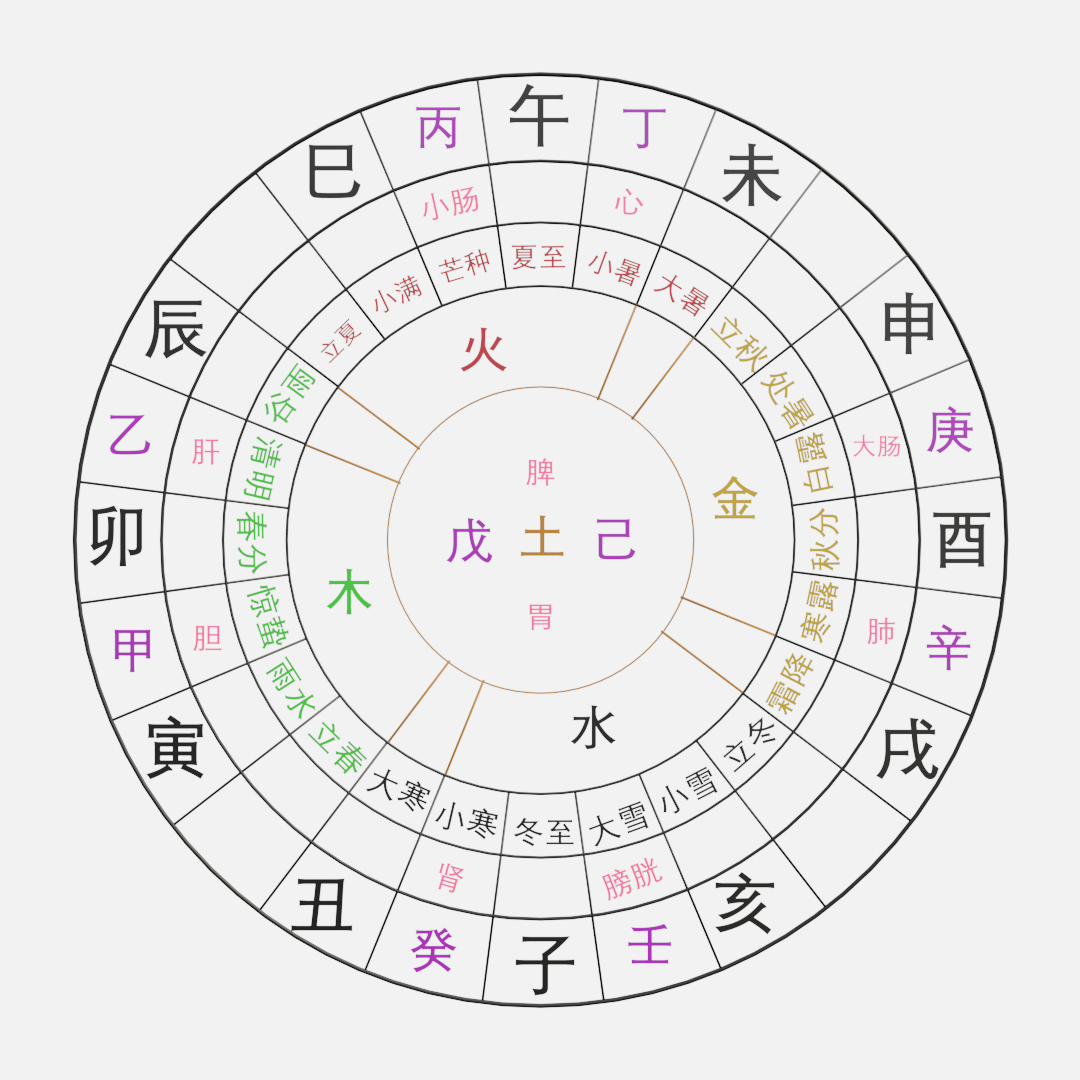 午
丁
未
申
庚
酉
辛
戌
亥
壬
子
癸
丑
寅
甲
卯
乙
辰
巳
丙
心
大肠
肺
膀胱
肾
胆
肝
小肠
夏至
小暑
大暑
立秋
处暑
白露
秋分
寒露
霜降
立冬
小雪
大雪
冬至
小寒
大寒
立春
雨水
惊蛰
春分
清明
谷雨
立夏
小满
芒种
火
金
水
木
脾
戊 土 己
胃